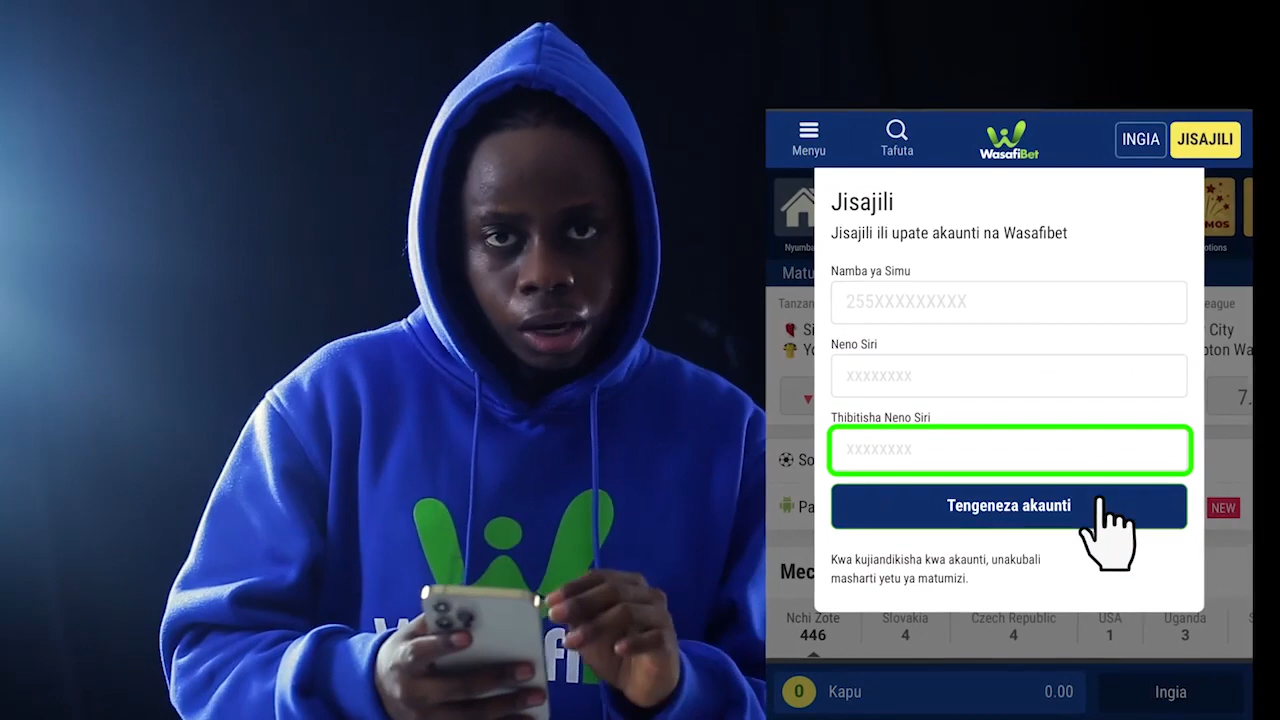 Menyu
Tafuta
WasafiBet
INGIA
JISAJILI
Jisajili
Jisajili ili upate akaunti na Wasafibet
Namba ya Simu
255XXXXXXXXX
Neno Siri
xxxxxxxx
Thibitisha Neno Siri
xxxxxxxx
Tengeneza akaunti
Kwa kujiandikisha kwa akaunti, unakubali
masharti yetu ya matumizi.
City
7.
NEW
Nchi Zote
446
Slovakia
4
Czech Republic
4
USA
1
Uganda
3
0
Kapu
0.00
Ingia